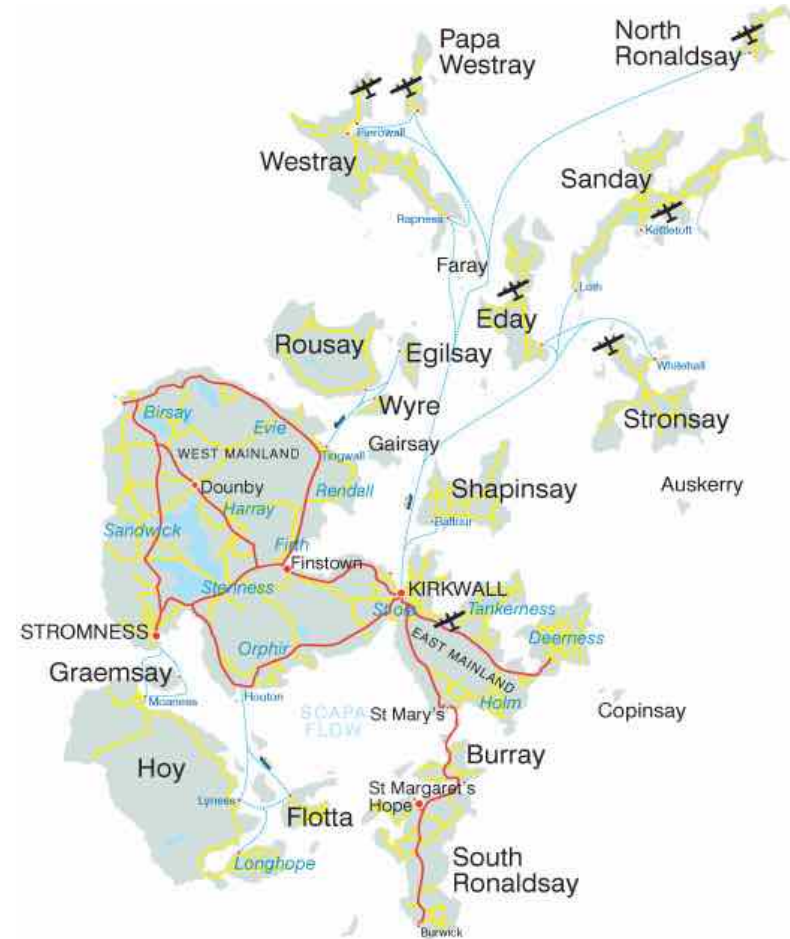 Papa
Westray
North
Ronaldsay
Pierowall
Westray
Sanday
Rapness
Kettletoft
Faray
Loth
Eday
Rousay
Egilsay
Whitehall
Wyre
Stronsay
Birsay
Evie
Gairsay
WEST MAINLAND
Tingwall
Dounby
Rendall
Shapinsay
Auskerry
Harray
Balfour
Sandwick
Firth
Finstown
Stenness
KIRKWALL
St Ola
Tankerness
STROMNESS
Orphir
EAST MAINLAND
Deerness
Graemsay
Moaness
Houton
Holm
SCAPA
FLOW
St Mary's
Copinsay
Hoy
Burray
Lyness
St Margaret's
Hope
Flotta
Longhope
South
Ronaldsay
Burwick